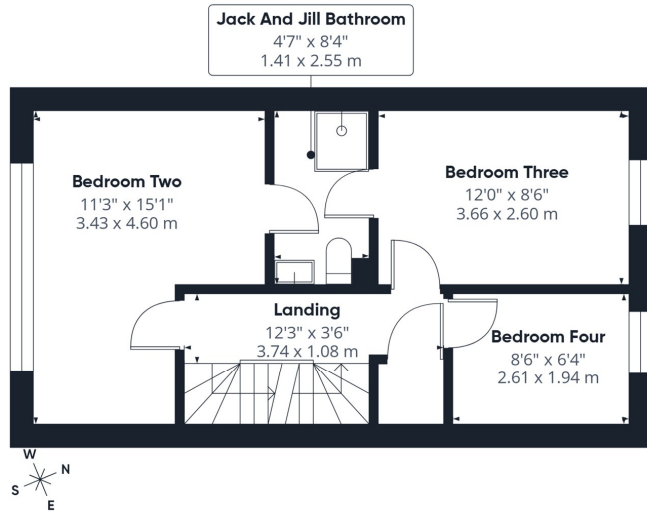 Jack And Jill Bathroom
4'7" x 8'4"
1.41 x 2.55 m
Bedroom Two
11'3" x 15'1"
3.43 x 4.60 m
Bedroom Three
12'0" x 8'6"
3.66 x 2.60 m
Landing
12'3" x 3'6"
3.74 x 1.08 m
Bedroom Four
8'6" x 6'4"
2.61 x 1.94 m
W
N
S
E